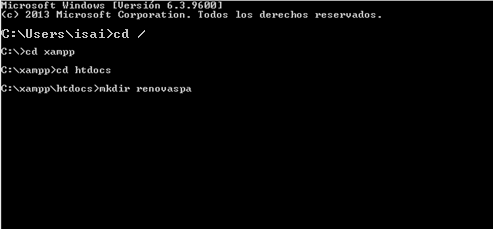 Microsoft Windows [Versión 6.3.9600]
(c) 2013 Microsoft Corporation. Todos los derechos reservados.
C:\Users\isai>cd /
C:\>cd xampp
C:\xampp>cd htdocs
C:\xampp\htdocs>mkdir renovaspa